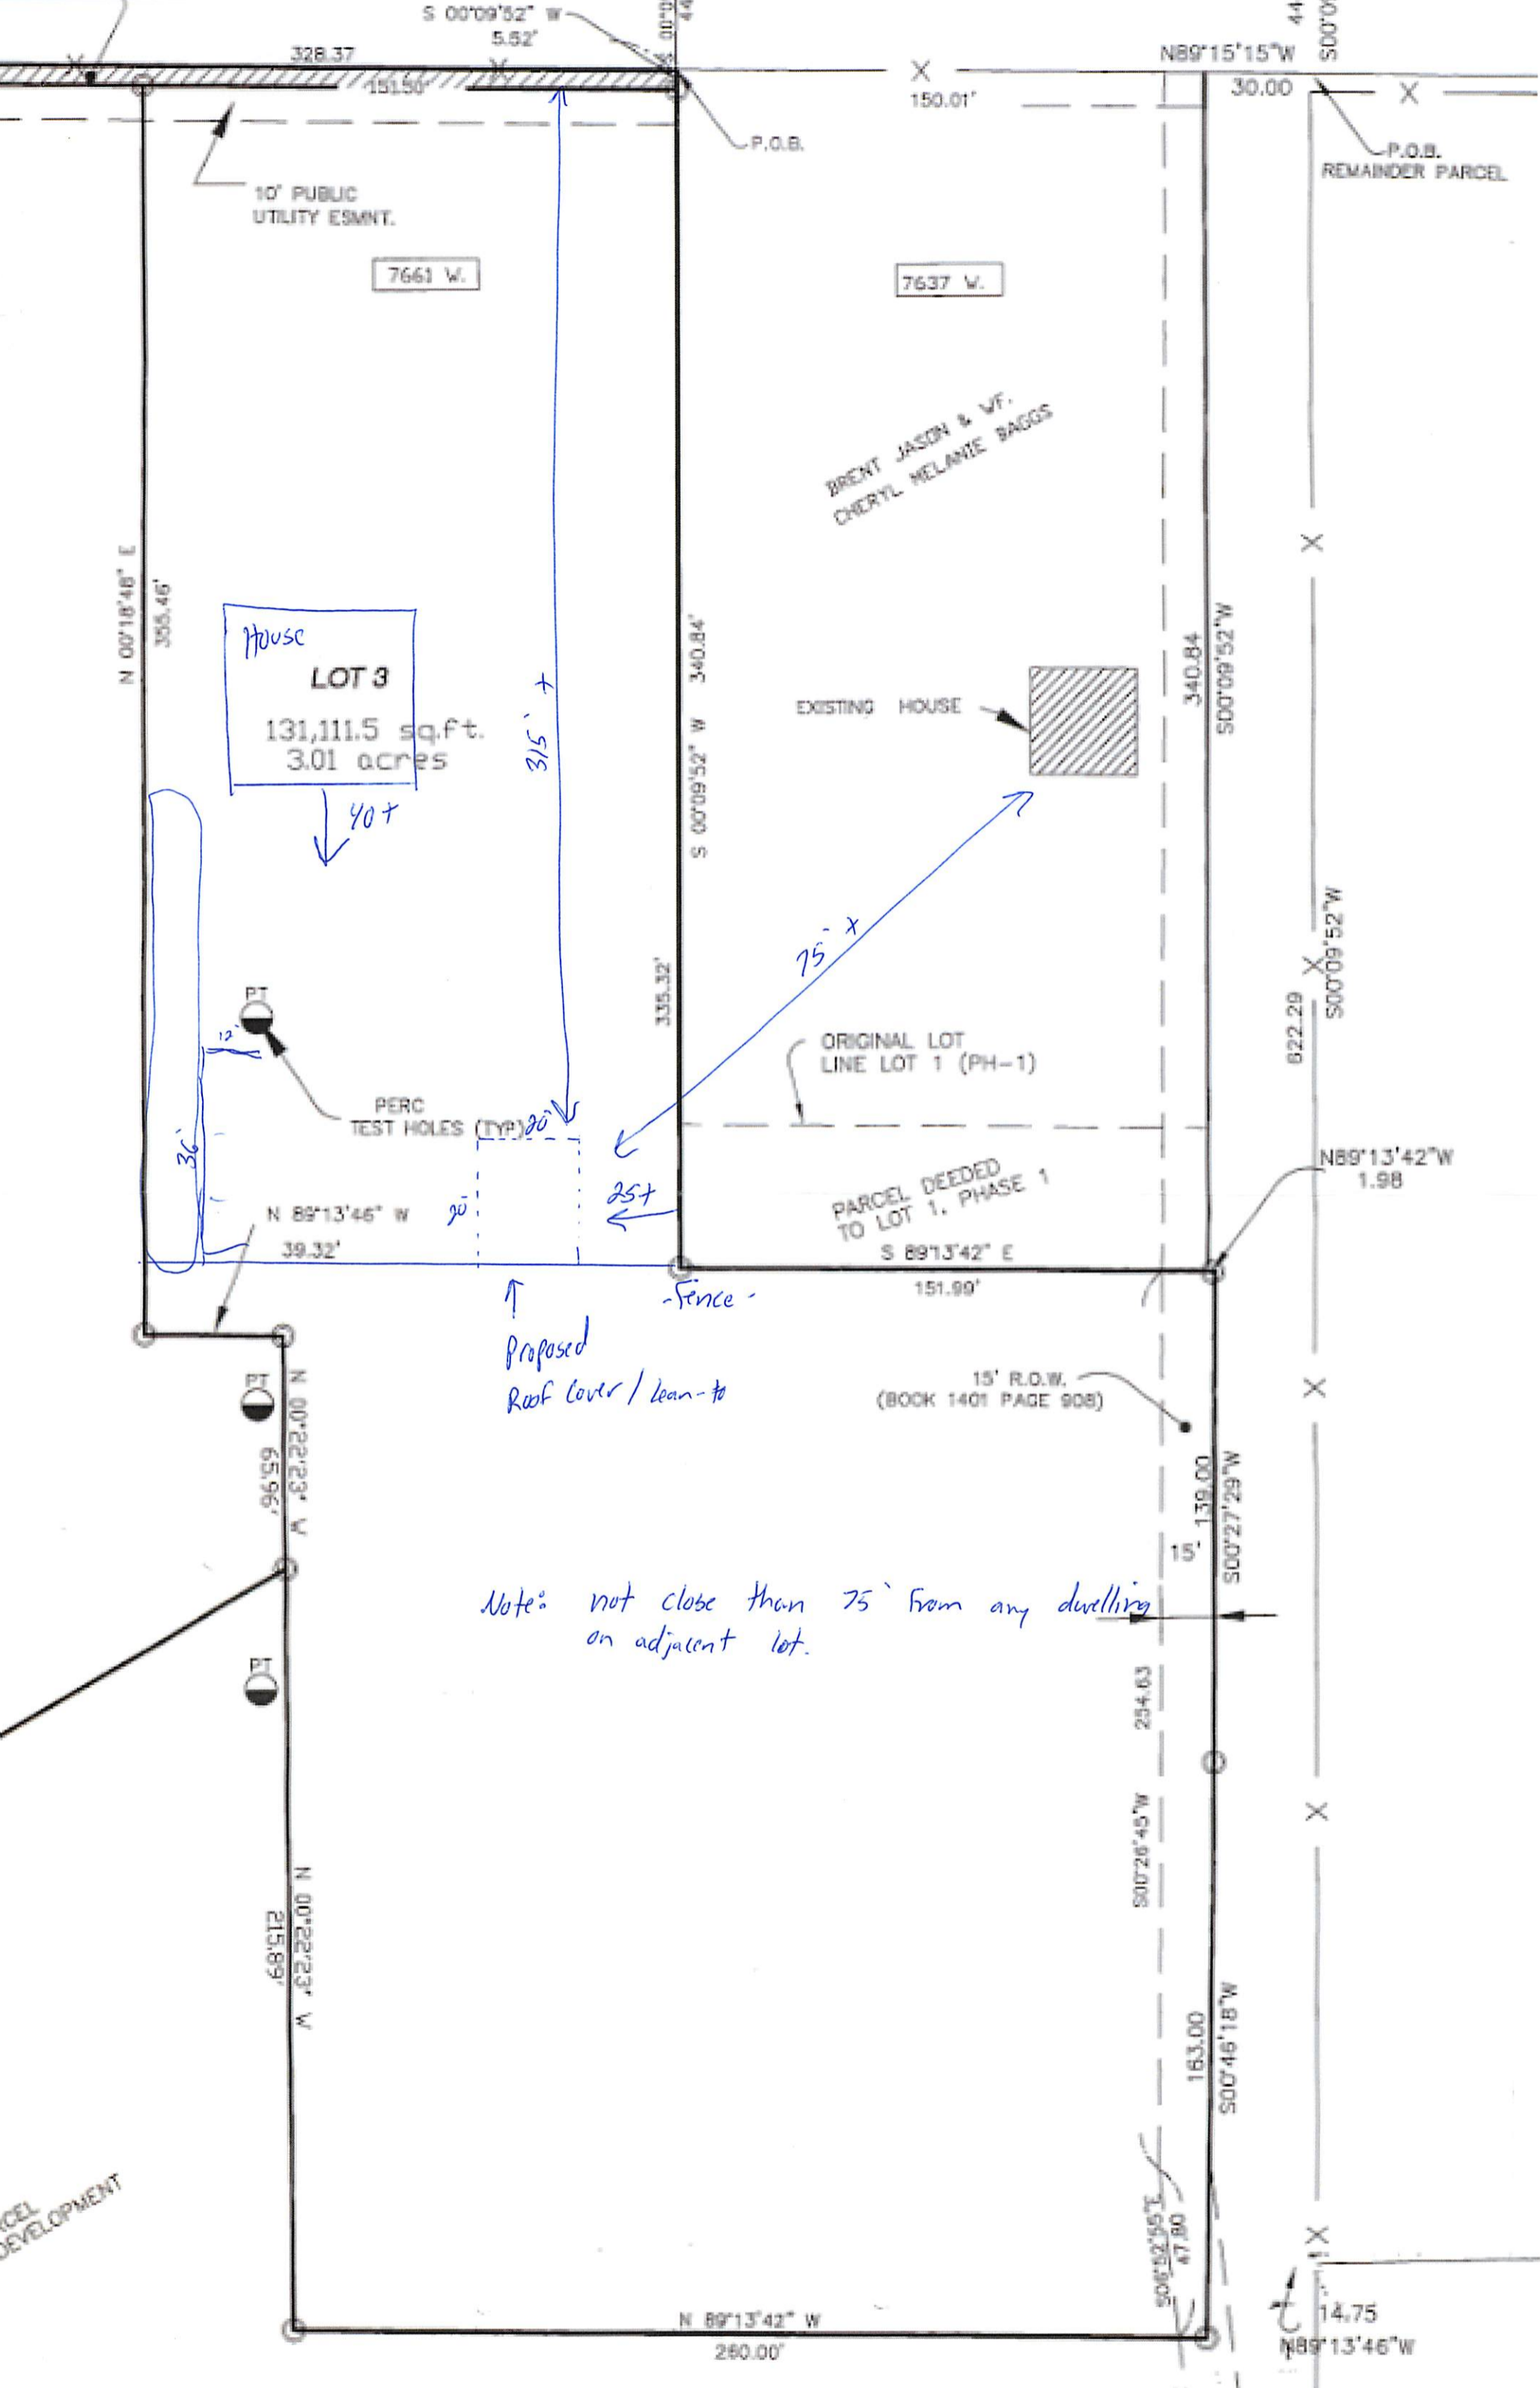 S 00°09'52" W
5.52'
328.37
151.50'
N89°15'15"W
30.00
150.01'
P.O.B.
P.O.B.
REMAINDER PARCEL
10' PUBLIC
UTILITY ESMNT.
7661 W.
7637 W.
BRENT JASON & WF.
CHERYL MELANIE BAGGS
N 00°18'48" E
355.46'
House
LOT 3
131,111.5 sq.ft.
3.01 acres
40+
315' +
S 00°09'52" W 340.84'
335.32'
EXISTING HOUSE
340.84
S00°09'52"W
75' +
S00°09'52"W
622.29
PT
12'
PERC
TEST HOLES (TYP)
20'
20'
36'
25+
ORIGINAL LOT
LINE LOT 1 (PH-1)
PARCEL DEEDED
TO LOT 1, PHASE 1
N 89°13'46" W
39.32'
S 89°13'42" E
151.99'
N89°13'42"W
1.98
-Fence-
Proposed
Roof Cover / Lean-to
PT
N 00°22'23" W
65.96'
15' R.O.W.
(BOOK 1401 PAGE 908)
139.00
S00°27'29"W
15'
Note: not close than 75' from any dwelling
on adjacent lot.
PT
254.63
S00°26'45"W
N 00°22'23" W
215.89'
163.00
S00°46'18"W
S06°52'55"E
47.80
DEVELOPMENT
N 89°13'42" W
260.00'
14.75
N89°13'46"W